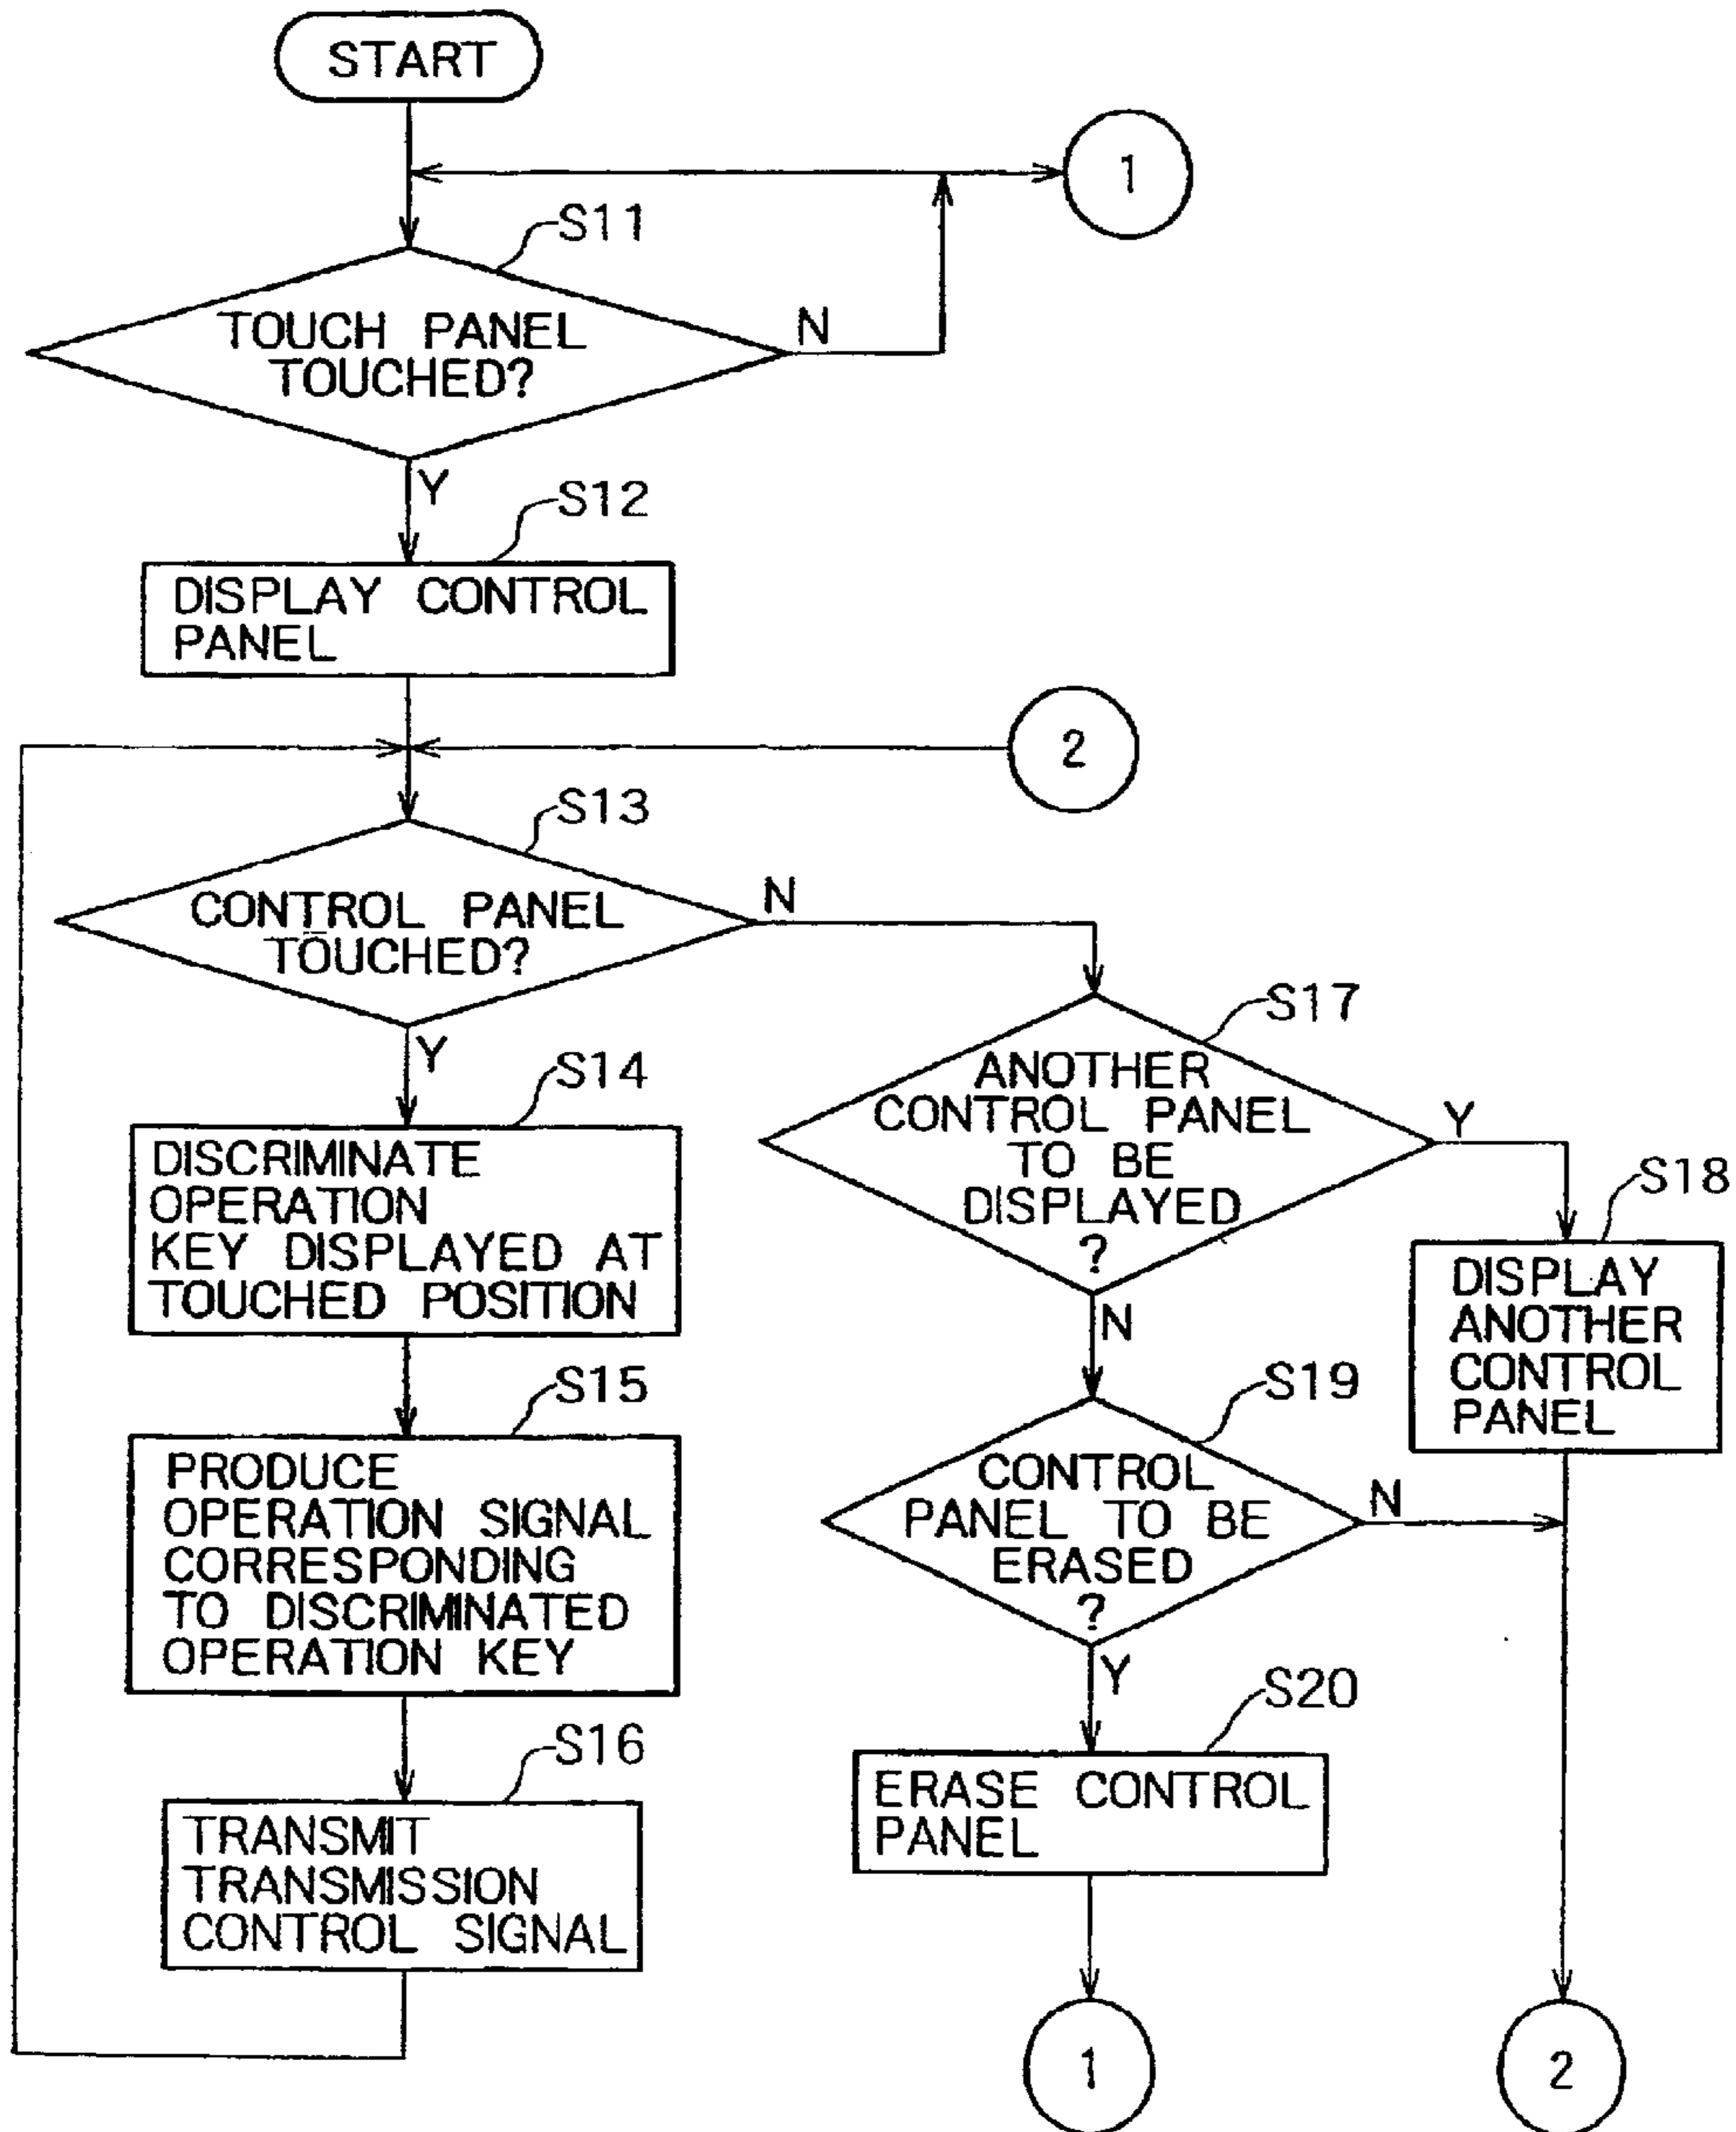 START
1
S11
TOUCH PANEL
TOUCHED?
N
Y
S12
DISPLAY CONTROL
PANEL
2
S13
CONTROL PANEL
TOUCHED?
N
Y
S14
DISCRIMINATE
OPERATION
KEY DISPLAYED AT
TOUCHED POSITION
S15
PRODUCE
OPERATION SIGNAL
CORRESPONDING
TO DISCRIMINATED
OPERATION KEY
S16
TRANSMIT
TRANSMISSION
CONTROL SIGNAL
S17
ANOTHER
CONTROL PANEL
TO BE
DISPLAYED
?
Y
N
S18
DISPLAY
ANOTHER
CONTROL
PANEL
S19
CONTROL
PANEL TO BE
ERASED
?
N
Y
S20
ERASE CONTROL
PANEL
1
2